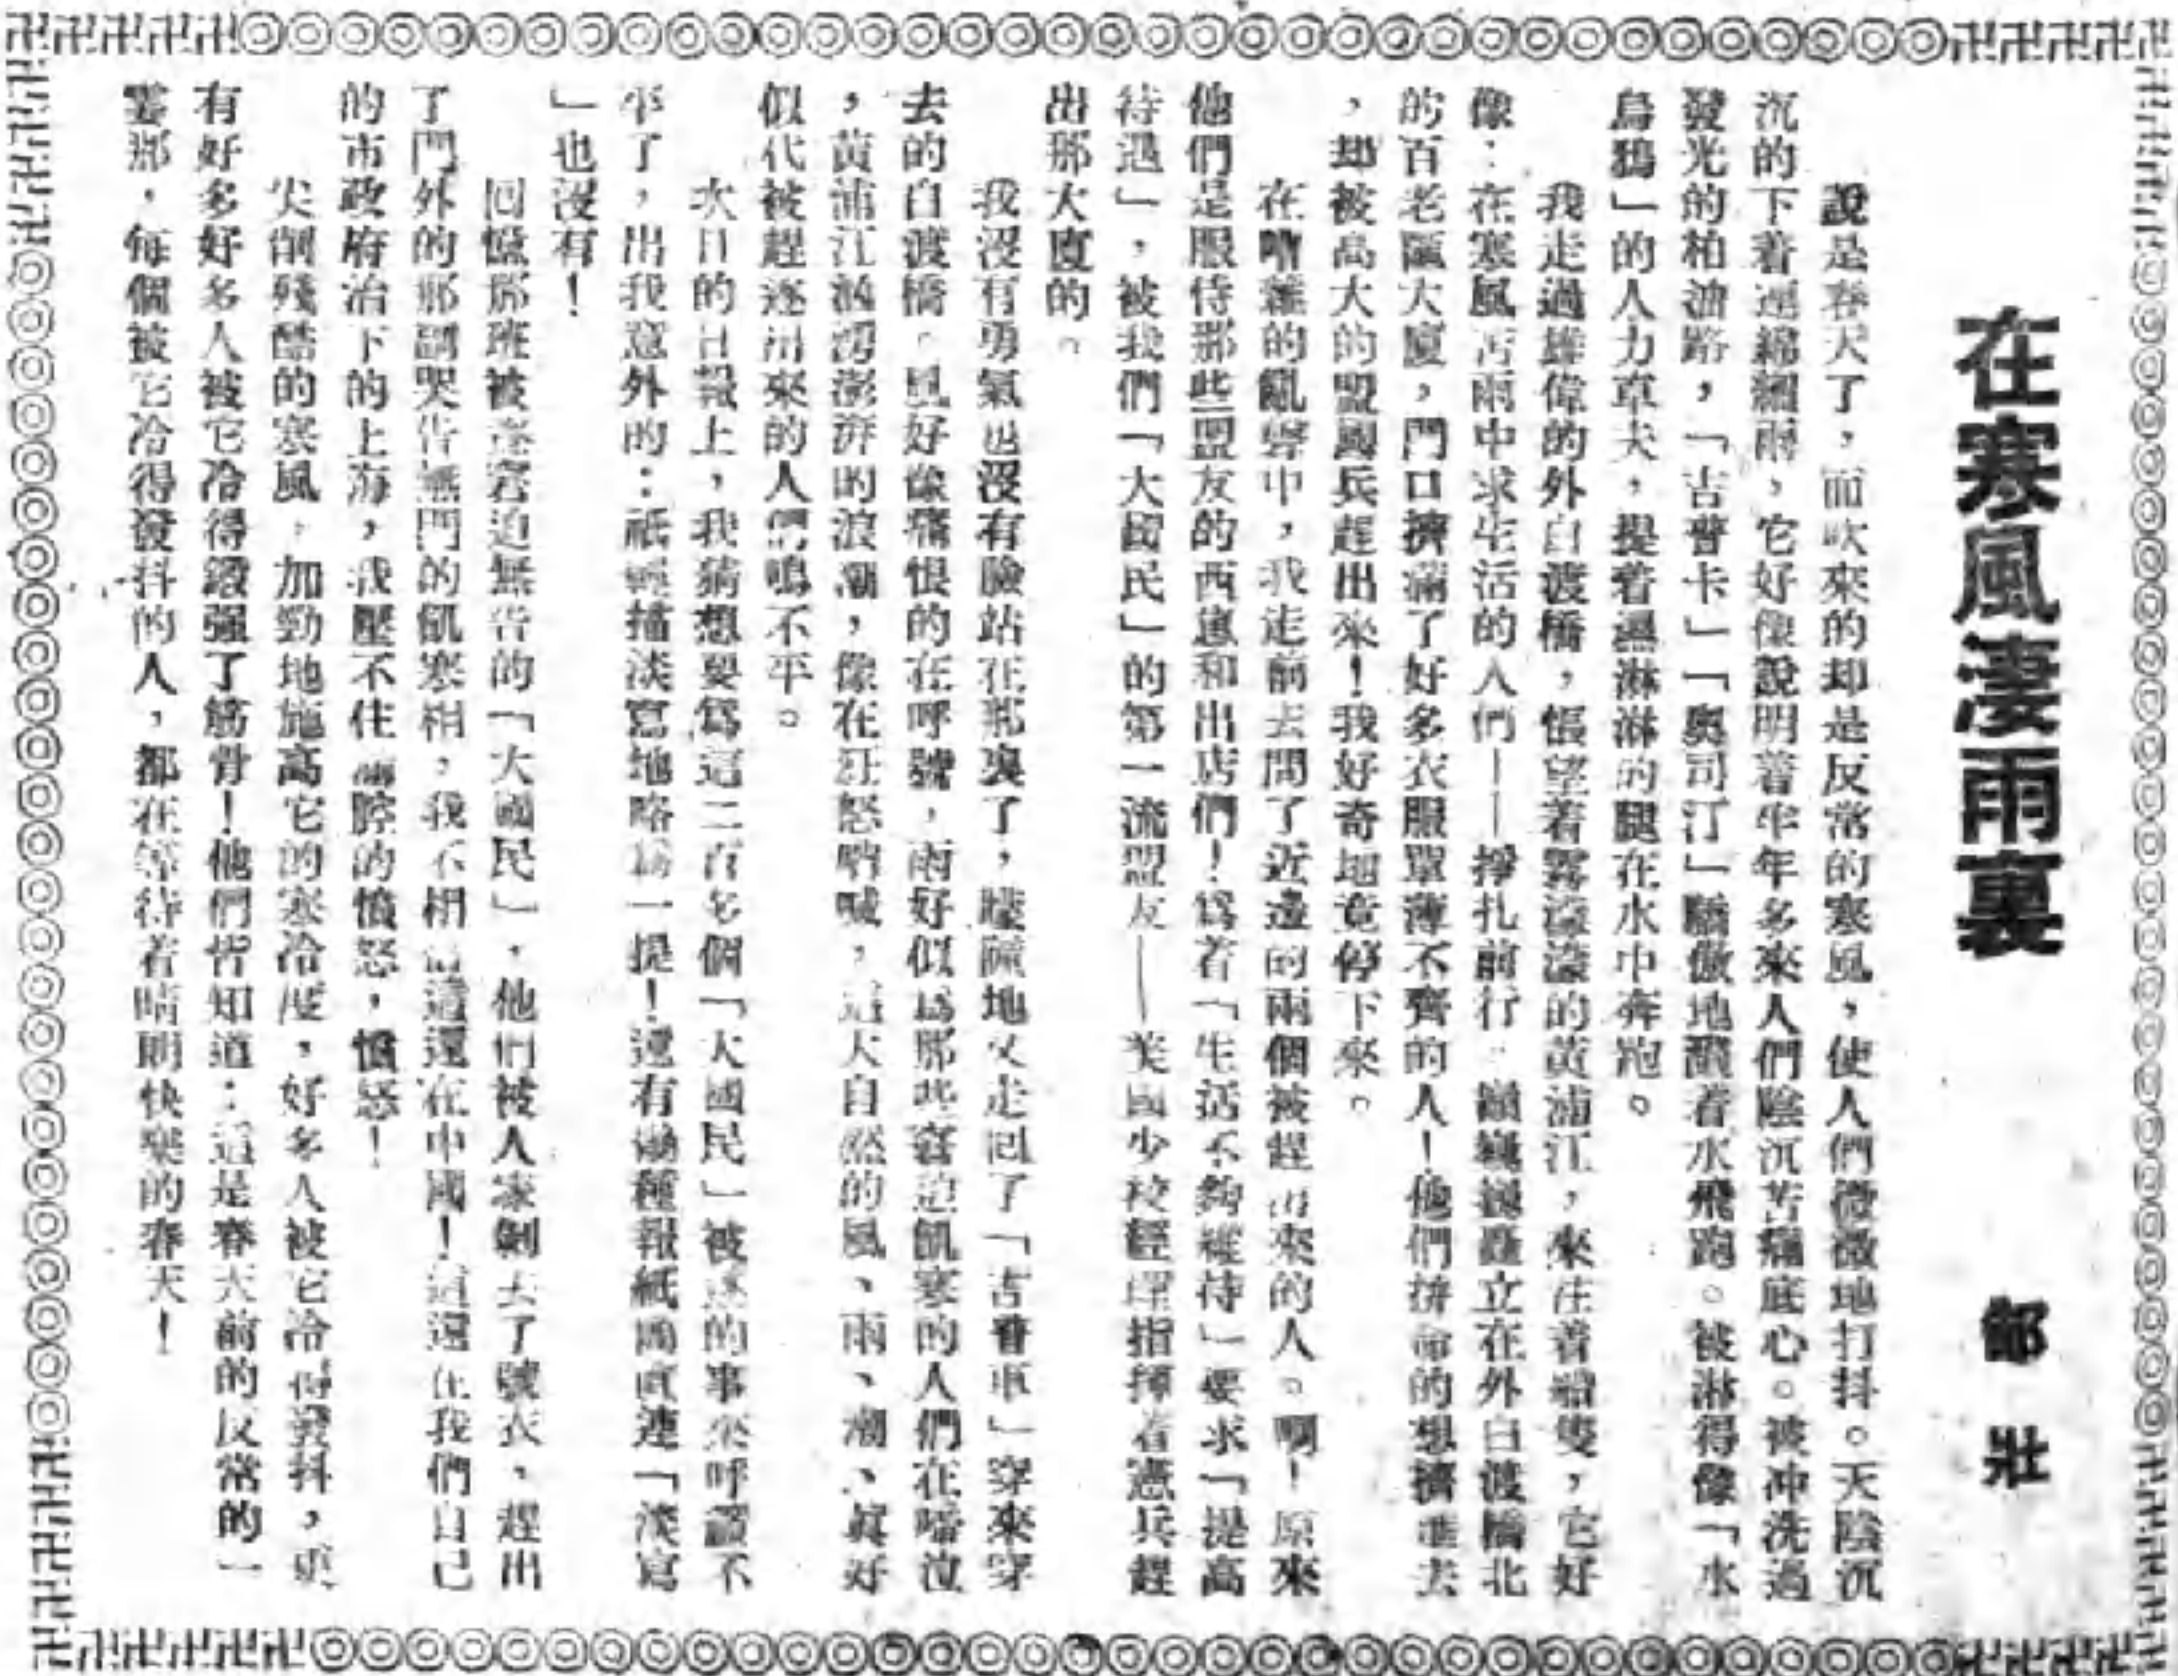 在寒風淒雨裏
郁壯
說是春天了，而吹來的却是反常的寒風，使人們微微地打抖。天陰沉
沉的下着連綿細雨，它好像說明着半年多來人們陰沉苦痛底心。被冲洗過
發光的柏油路，「吉普卡」「奧司汀」驕傲地濺着水飛跑。被淋得像「水
鳥鴉」的人力車夫，提着濕淋淋的腿在水中奔跑。
我走過雄偉的外白渡橋，悵望着霧濛濛的黃浦江，來往着船隻，它好
像：在寒風苦雨中求生活的人們——掙扎前行。巍巍矗立在外白渡橋北
的百老匯大廈，門口擠滿了好多衣服單薄不齊的人！他們拚命的想擠進去
，却被高大的盟國兵趕出來！我好奇地竟停下來。
在嘈雜的亂聲中，我走前去問了近邊的兩個被趕出來的人。啊！原來
他們是服侍那些盟友的西崽和出店們！爲着「生活不夠維待」要求「提高
待遇」，被我們「大國民」的第一流盟友——美國少校經理指揮着憲兵趕
出那大廈的。
我沒有勇氣也沒有臉站在那裏了，矇矓地又走回了「吉普車」穿來穿
去的白渡橋。風好像痛恨的在呼號，雨好似爲那些窘迫飢寒的人們在啼泣
，黃浦江洶湧澎湃的浪潮，像在狂怒吶喊，這大自然的風、雨、潮、眞好
似代被趕逐出來的人們鳴不平。
次日的日報上，我猜想要爲這二百多個「大國民」被逐的事來呼籲不
平了，出我意外的：祇輕描淡寫地略爲一提！還有幾種報紙簡直連「淡寫
」也沒有！
回憶那班被窘迫無告的「大國民」，他們被人家剝去了號衣、趕出
了門外的那副哭告無門的飢寒相，我不相信這還在中國！這還在我們自己
的市政府治下的上海，我壓不住滿腔的憤怒，憤怒！
尖削殘酷的寒風，加勁地施高它的寒冷度，好多人被它冷得發抖，更
有好多好多人被它冷得鍛強了筋骨！他們皆知道：這是春天前的反常的一
霎那，每個被它冷得發抖的人，都在等待着晴朗快樂的春天！